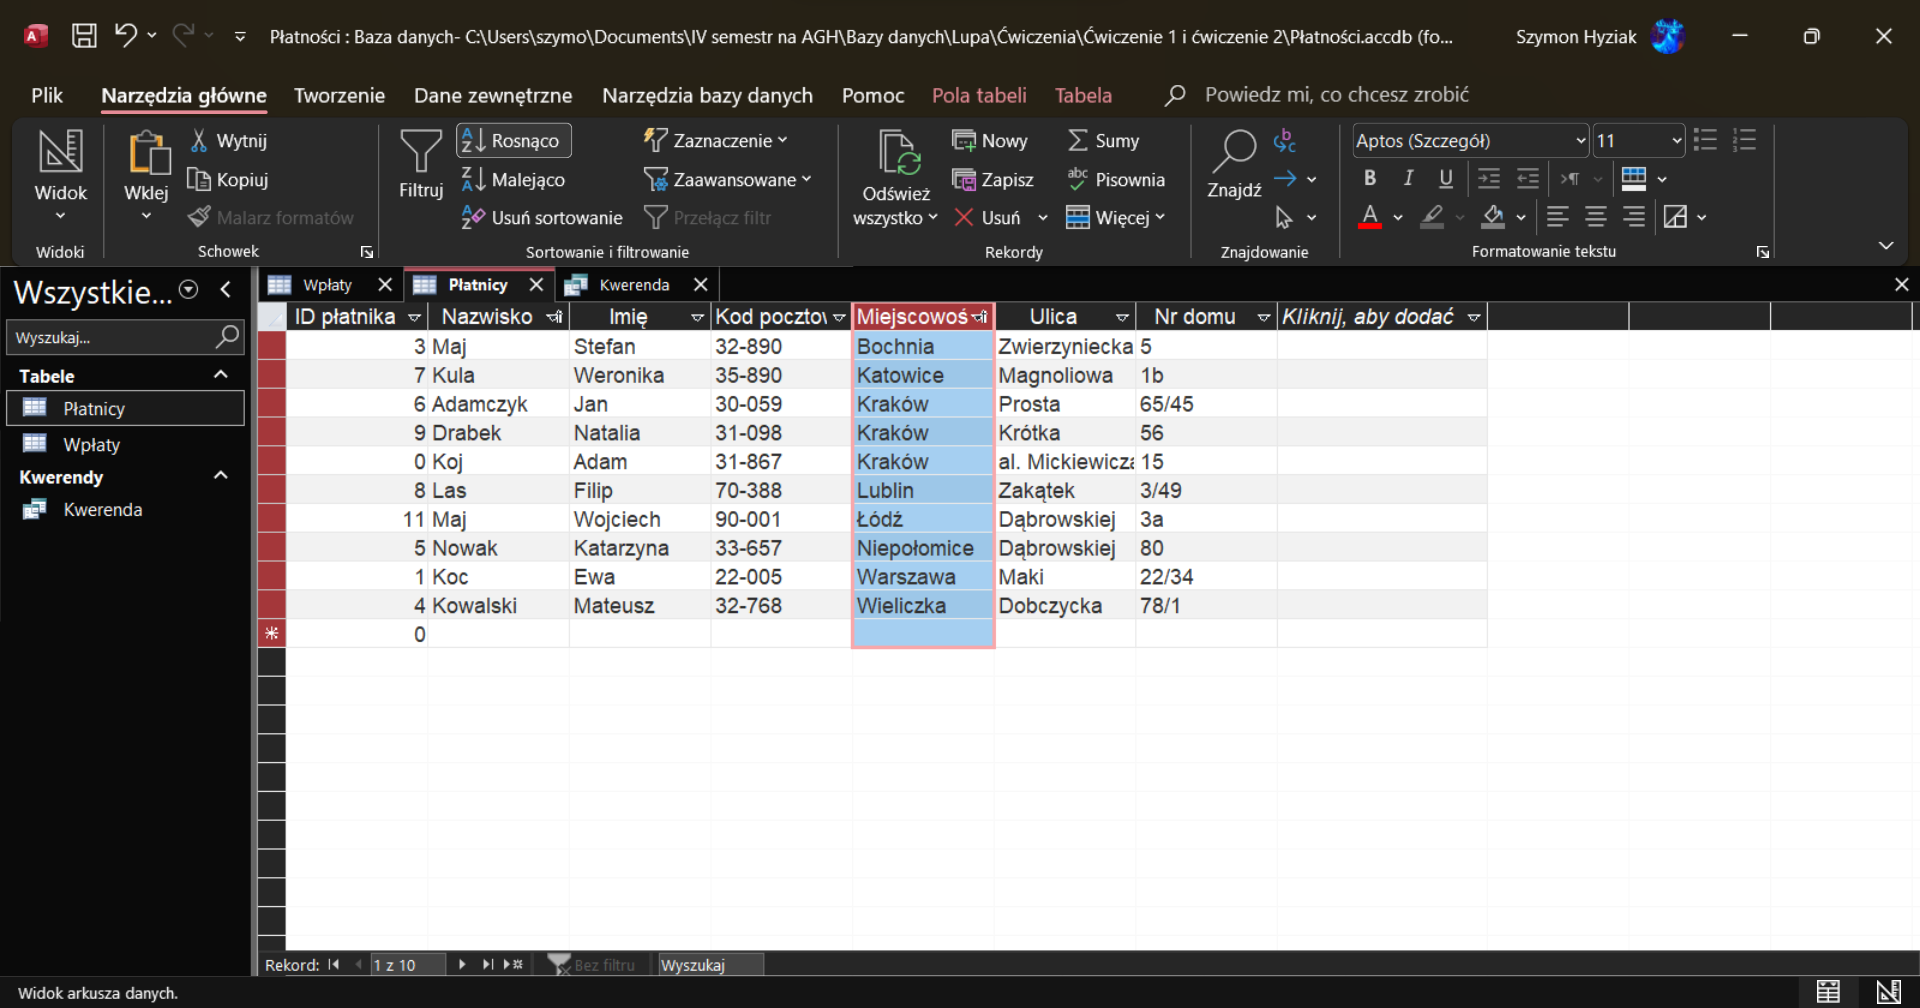 Płatności : Baza danych- C:\Users\szymo\Documents\IV semestr na AGH\Bazy danych\Lupa\Ćwiczenia\Ćwiczenie 1 i ćwiczenie 2\Płatności.accdb (fo...
Szymon Hyziak
Plik Narzędzia główne Tworzenie Dane zewnętrzne Narzędzia bazy danych Pomoc Pola tabeli Tabela Powiedz mi, co chcesz zrobić
Widok
Widoki
Wklej
Wytnij
Kopiuj
Malarz formatów
Schowek
Filtruj
Rosnąco
Malejąco
Usuń sortowanie
Zaznaczenie
Zaawansowane
Przełącz filtr
Sortowanie i filtrowanie
Odśwież
wszystko
Nowy
Zapisz
Usuń
Sumy
Pisownia
Więcej
Rekordy
Znajdź
Znajdowanie
Aptos (Szczegół) 11
B I U
Formatowanie tekstu
Wszystkie...
Wyszukaj...
Tabele
Płatnicy
Wpłaty
Kwerendy
Kwerenda
Wpłaty Płatnicy Kwerenda
ID płatnika Nazwisko Imię Kod pocztow Miejscowoś Ulica Nr domu Kliknij, aby dodać
3 Maj Stefan 32-890 Bochnia Zwierzyniecka 5
7 Kula Weronika 35-890 Katowice Magnoliowa 1b
6 Adamczyk Jan 30-059 Kraków Prosta 65/45
9 Drabek Natalia 31-098 Kraków Krótka 56
0 Koj Adam 31-867 Kraków al. Mickiewicza 15
8 Las Filip 70-388 Lublin Zakątek 3/49
11 Maj Wojciech 90-001 Łódź Dąbrowskiej 3a
5 Nowak Katarzyna 33-657 Niepołomice Dąbrowskiej 80
1 Koc Ewa 22-005 Warszawa Maki 22/34
4 Kowalski Mateusz 32-768 Wieliczka Dobczycka 78/1
0
Rekord: 1 z 10 Bez filtru Wyszukaj
Widok arkusza danych.